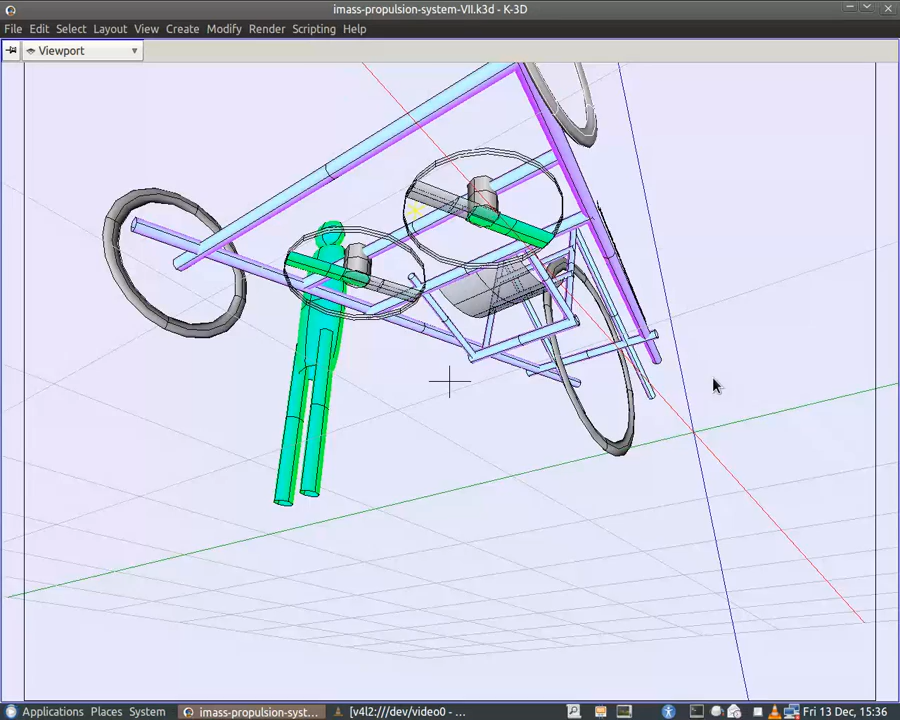 imass-propulsion-system-VII.k3d - K-3D
File Edit Select Layout View Create Modify Render Scripting Help
Viewport
Applications Places System imass-propulsion-syst... [v4l2:///dev/video0 - ... Fri 13 Dec, 15:36